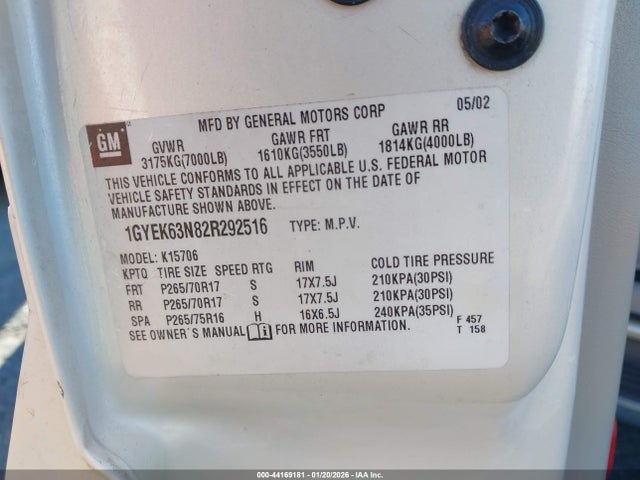 MFD BY GENERAL MOTORS CORP 05/02
GM
GVWR GAWR FRT GAWR RR
3175KG(7000LB) 1610KG(3550LB) 1814KG(4000LB)
THIS VEHICLE CONFORMS TO ALL APPLICABLE U.S. FEDERAL MOTOR
VEHICLE SAFETY STANDARDS IN EFFECT ON THE DATE OF
MANUFACTURE SHOWN ABOVE.
1GYEK63N82R292516 TYPE: M.P.V.
MODEL: K15706
KPTQ TIRE SIZE SPEED RTG RIM COLD TIRE PRESSURE
FRT P265/70R17 S 17X7.5J 210KPA(30PSI)
RR P265/70R17 S 17X7.5J 210KPA(30PSI)
SPA P265/75R16 H 16X6.5J 240KPA(35PSI)
SEE OWNER'S MANUAL FOR MORE INFORMATION.
F 457
T 158
000-44169181 - 01/20/2026 - IAA Inc.